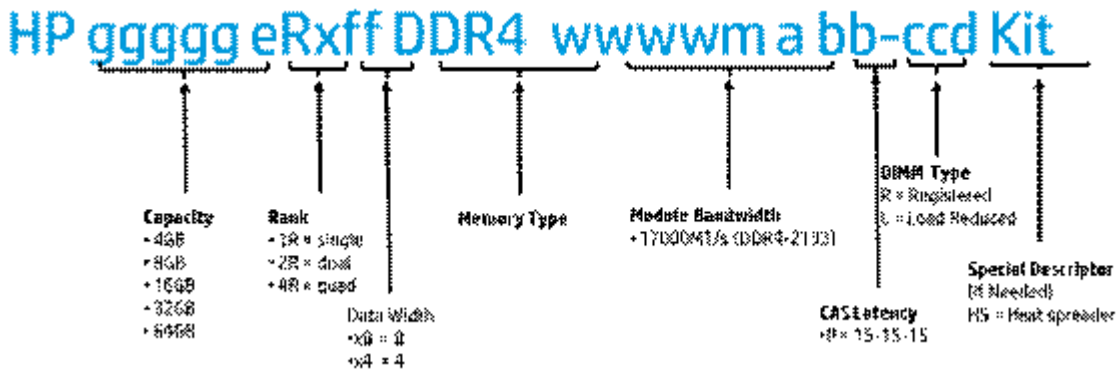 HP ggggg eRxff DDR4 wwwwm a bb-ccd Kit
Capacity
• 4GB
• 8GB
• 16GB
• 32GB
• 64GB
Rank
• 1R = single
• 2R = dual
• 4R = quad
Data Width
•x8 = 8
•x4 = 4
Memory Type
Module Bandwidth
• 17000MT/s (DDR4-2133)
CAS Latency
•P= 15-15-15
DIMM Type
R = Registered
L = Load Reduced
Special Descriptor
(If Needed)
HS = Heat spreader